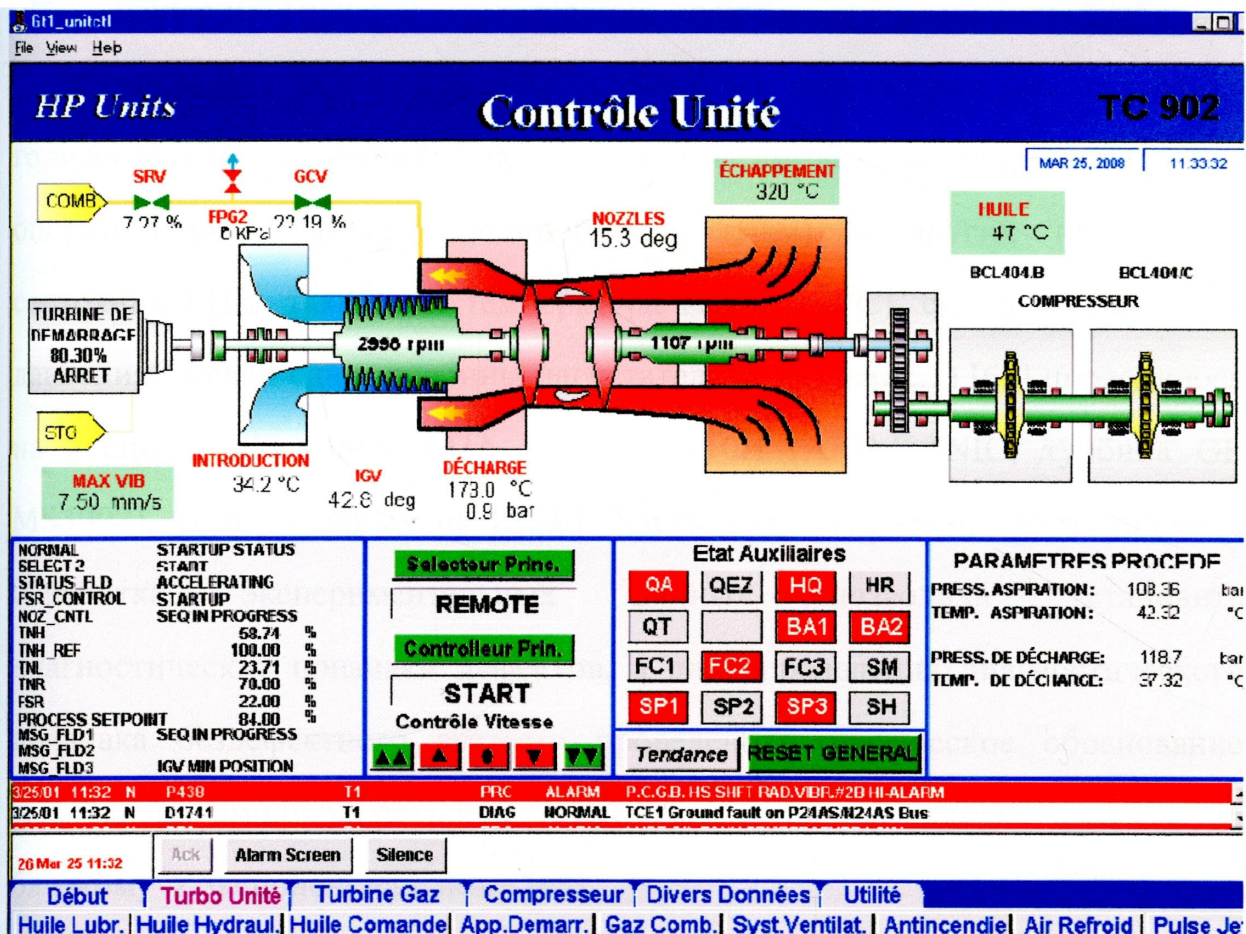 Gt1_unitctl
File View Help
HP Units
Contrôle Unité
TC 902
MAR 25, 2008 11:33:32
COMB
SRV
7.27 %
FPG2
0 kPa
GCV
22.19 %
ÉCHAPPEMENT
320 °C
NOZZLES
15.3 deg
HUILE
47 °C
BCL404.B
BCL404/C
COMPRESSEUR
TURBINE DE
DEMARRAGE
80.30%
ARRET
2996 rpm
1107 rpm
STG
MAX VIB
7.50 mm/s
INTRODUCTION
34.2 °C
IGV
42.8 deg
DÉCHARGE
173.0 °C
0.9 bar
NORMAL STARTUP STATUS
SELECT 2 START
STATUS_FLD ACCELERATING
FSR_CONTROL STARTUP
NOZ_CNTL SEQ IN PROGRESS
TNH 58.74 %
TNH_REF 100.00 %
TNL 23.71 %
TNR 70.00 %
FSR 22.00 %
PROCESS SETPOINT 84.00 %
MSG_FLD1 SEQ IN PROGRESS
MSG_FLD2
MSG_FLD3 IGV MIN POSITION
Selecteur Princ.
REMOTE
Controlleur Prin.
START
Contrôle Vitesse
Etat Auxiliaires
QA QEZ HQ HR
QT BA1 BA2
FC1 FC2 FC3 SM
SP1 SP2 SP3 SH
Tendance RESET GENERAL
PARAMETRES PROCEDE
PRESS. ASPIRATION: 108.36 bar
TEMP. ASPIRATION: 42.32 °C
PRESS. DE DÉCHARGE: 118.7 bar
TEMP. DE DÉCHARGE: 37.32 °C
3/25/01 11:32 N P438 T1 PRC ALARM P.C.G.B. HS SHFT RAD.VIBR.#2B HI-ALARM
3/25/01 11:32 N D1741 T1 DIAG NORMAL TCE1 Ground fault on P24AS/N24AS Bus
26 Mar 25 11:32
Ack Alarm Screen Silence
Début Turbo Unité Turbine Gaz Compresseur Divers Données Utilité
Huile Lubr. Huile Hydraul. Huile Comande App.Demarr. Gaz Comb. Syst.Ventilat. Antincendie Air Refroid Pulse Jet